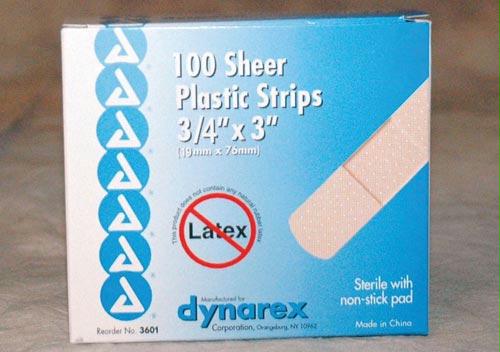 100 Sheer
Plastic Strips
3/4" x 3"
(19mm x 76mm)
This product does not contain any natural rubber latex
Latex
Sterile with
non-stick pad
Manufactured for
dynarex
Corporation, Orangeburg, NY 10962
Made in China
Reorder No. 3601